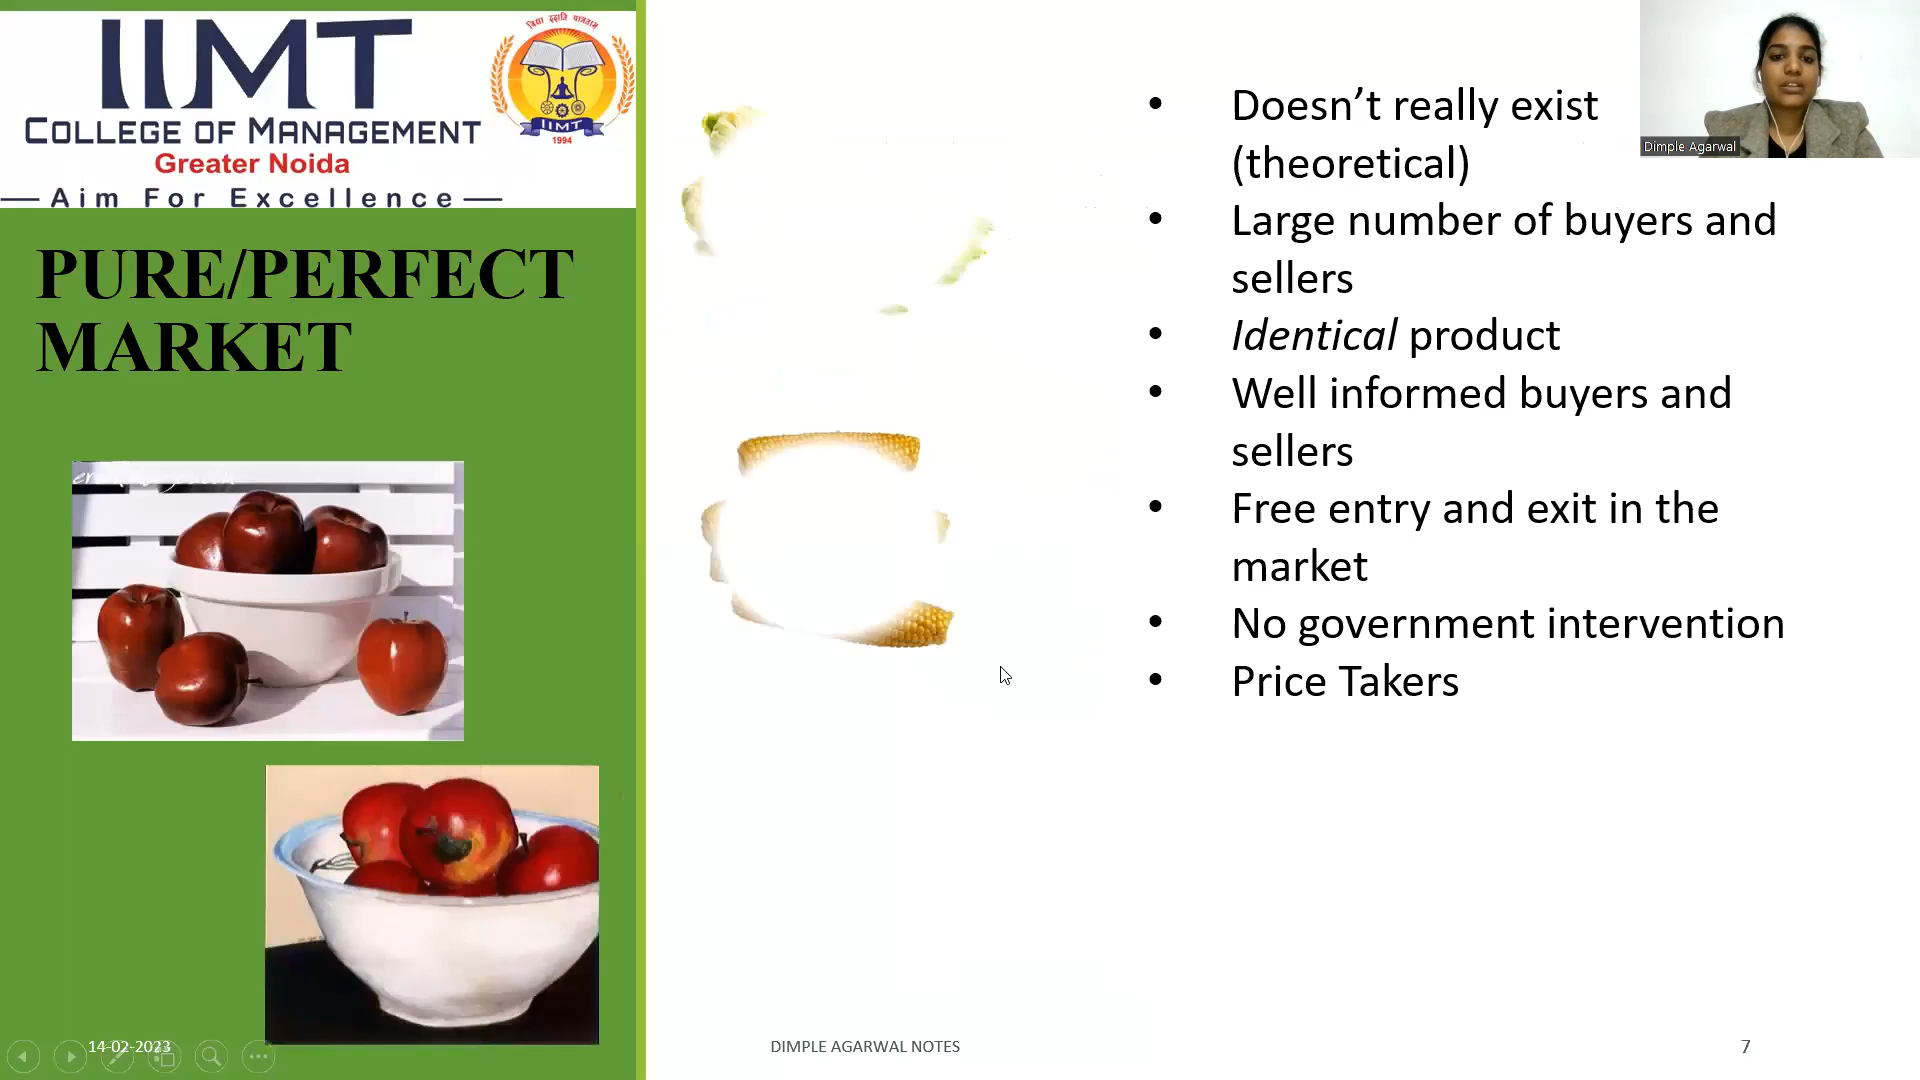 IIMT
COLLEGE OF MANAGEMENT
Greater Noida
Aim For Excellence
विद्या ददाति पात्रताम्
IIMT
1994
PURE/PERFECT
MARKET
• Doesn’t really exist
(theoretical)
• Large number of buyers and
sellers
• Identical product
• Well informed buyers and
sellers
• Free entry and exit in the
market
• No government intervention
• Price Takers
Dimple Agarwal
14-02-2023
DIMPLE AGARWAL NOTES
7